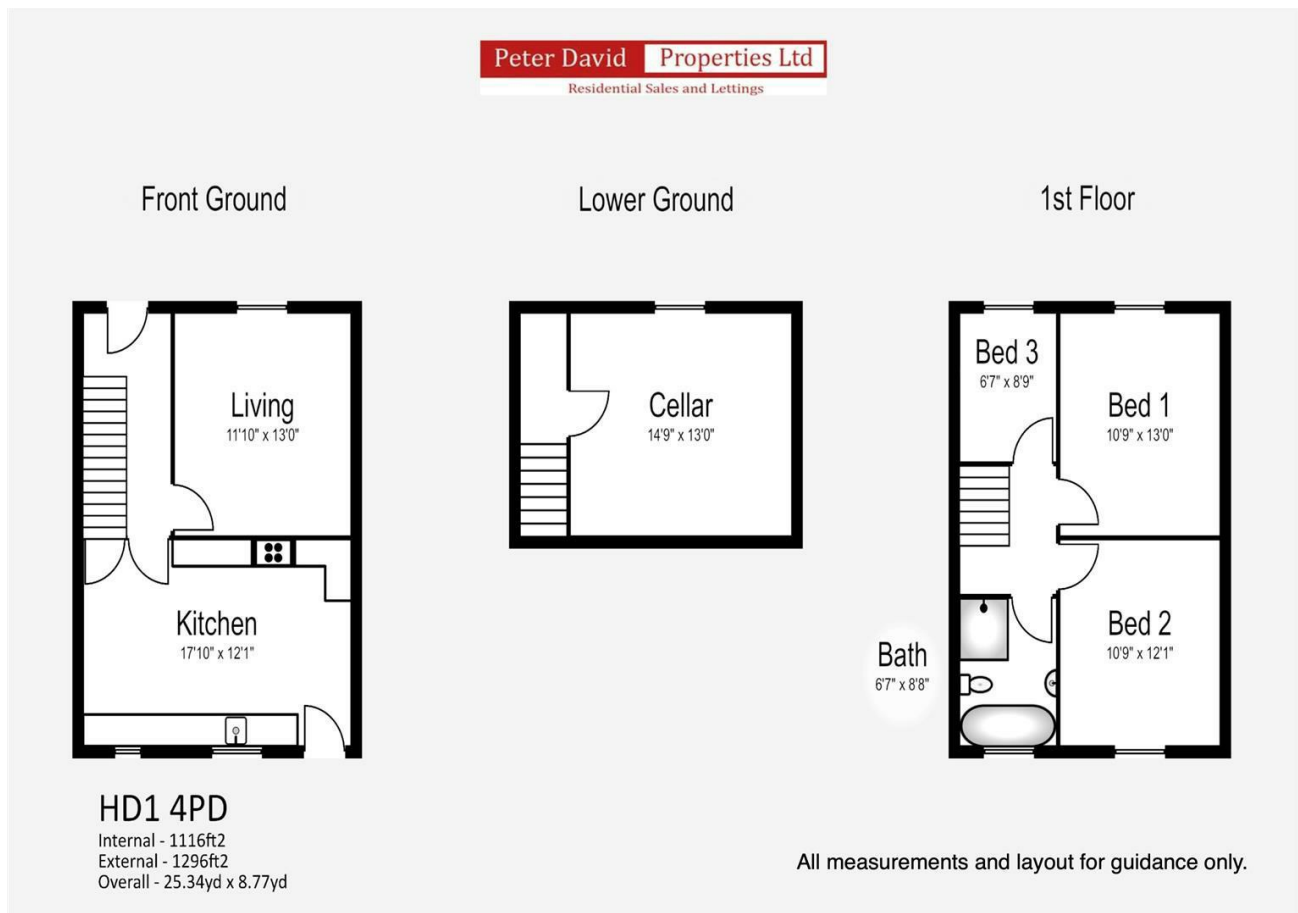 Peter David Properties Ltd
Residential Sales and Lettings
Front Ground
Lower Ground
1st Floor
Living
11'10" x 13'0"
Kitchen
17'10" x 12'1"
Cellar
14'9" x 13'0"
Bed 3
6'7" x 8'9"
Bed 1
10'9" x 13'0"
Bed 2
10'9" x 12'1"
Bath
6'7" x 8'8"
HD1 4PD
Internal - 1116ft2
External - 1296ft2
Overall - 25.34yd x 8.77yd
All measurements and layout for guidance only.